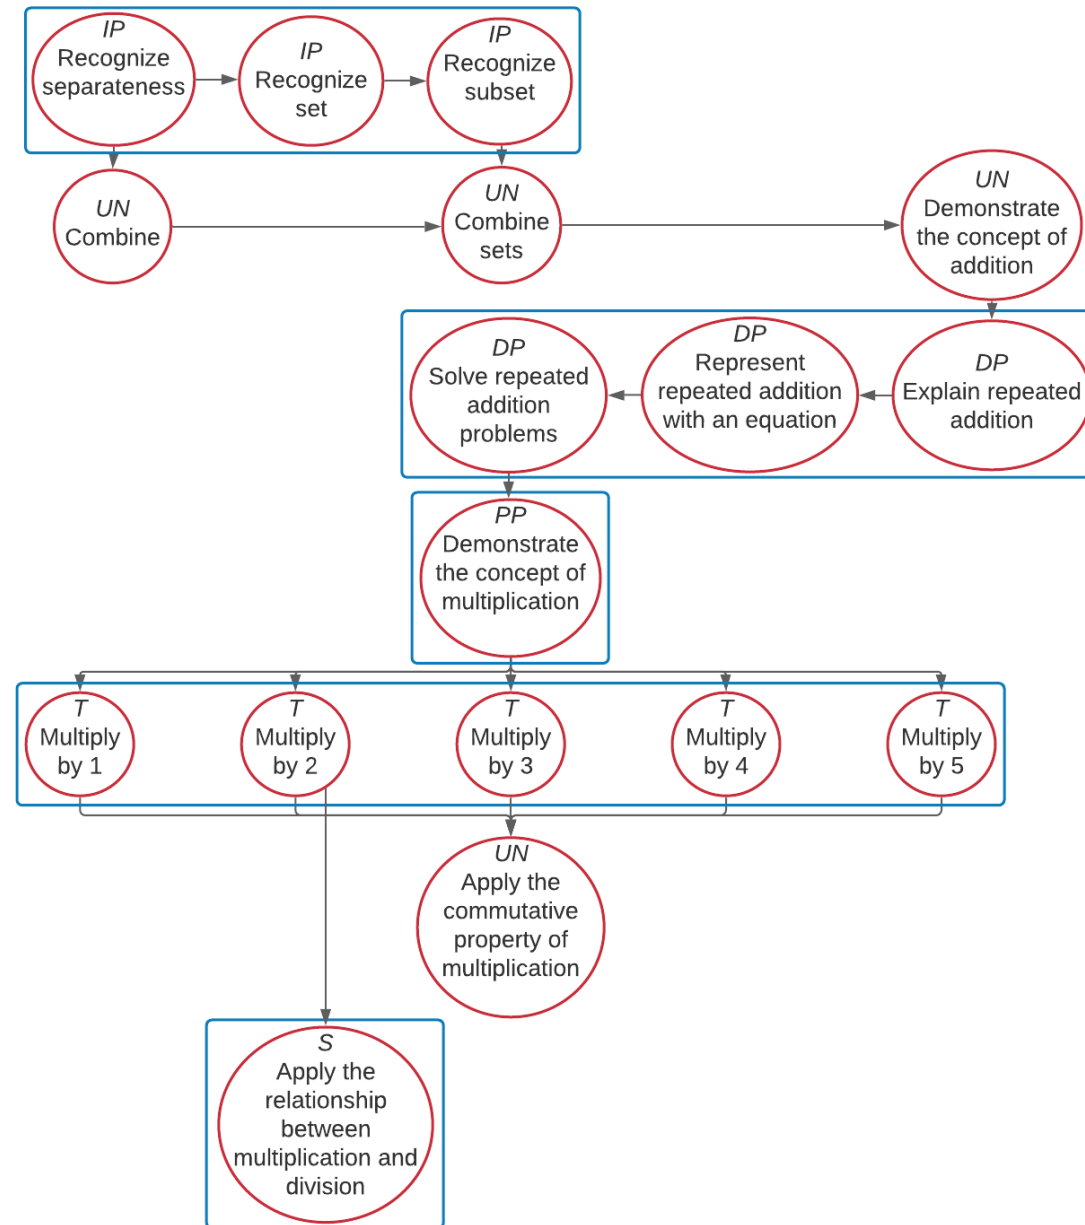 IP
Recognize
separateness
IP
Recognize
set
IP
Recognize
subset
UN
Combine
UN
Combine
sets
UN
Demonstrate
the concept of
addition
DP
Solve repeated
addition
problems
DP
Represent
repeated addition
with an equation
DP
Explain repeated
addition
PP
Demonstrate
the concept of
multiplication
T
Multiply
by 1
T
Multiply
by 2
T
Multiply
by 3
T
Multiply
by 4
T
Multiply
by 5
UN
Apply the
commutative
property of
multiplication
S
Apply the
relationship
between
multiplication and
division